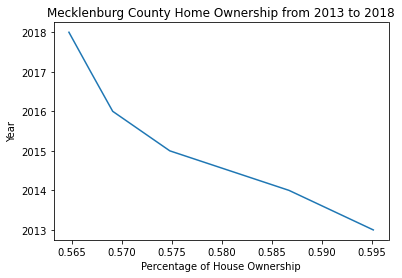 Mecklenburg County Home Ownership from 2013 to 2018
2018
2017
2016
2015
2014
2013
Year
0.565 0.570 0.575 0.580 0.585 0.590 0.595
Percentage of House Ownership